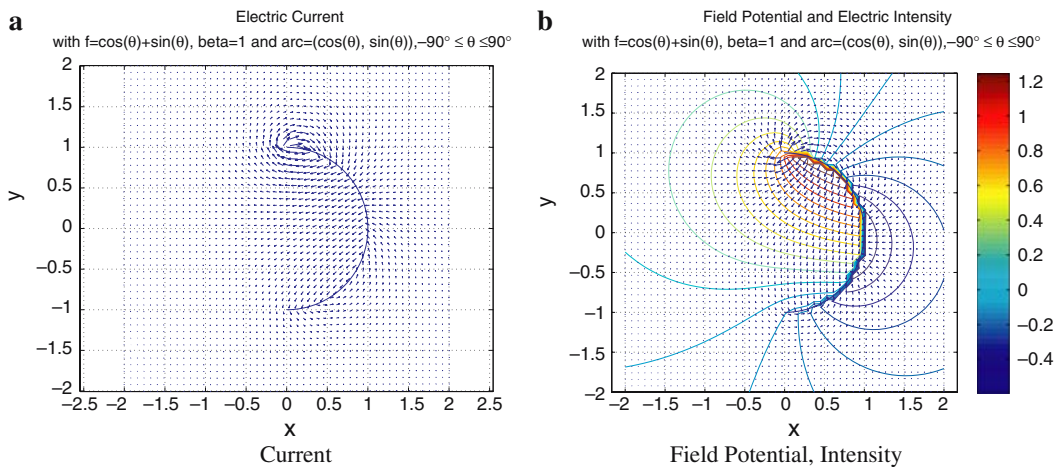 a
Electric Current
with f=cos(θ)+sin(θ), beta=1 and arc=(cos(θ), sin(θ)),-90° ≤ θ ≤90°
2
1.5
1
0.5
0
−0.5
−1
−1.5
−2
y
−2.5 −2 −1.5 −1 −0.5 0 0.5 1 1.5 2 2.5
x
Current
b
Field Potential and Electric Intensity
with f=cos(θ)+sin(θ), beta=1 and arc=(cos(θ), sin(θ)),-90° ≤ θ ≤90°
2
1.5
1
0.5
0
−0.5
−1
−1.5
−2
y
−2 −1.5 −1 −0.5 0 0.5 1 1.5 2
x
1.2
1
0.8
0.6
0.4
0.2
0
−0.2
−0.4
Field Potential, Intensity